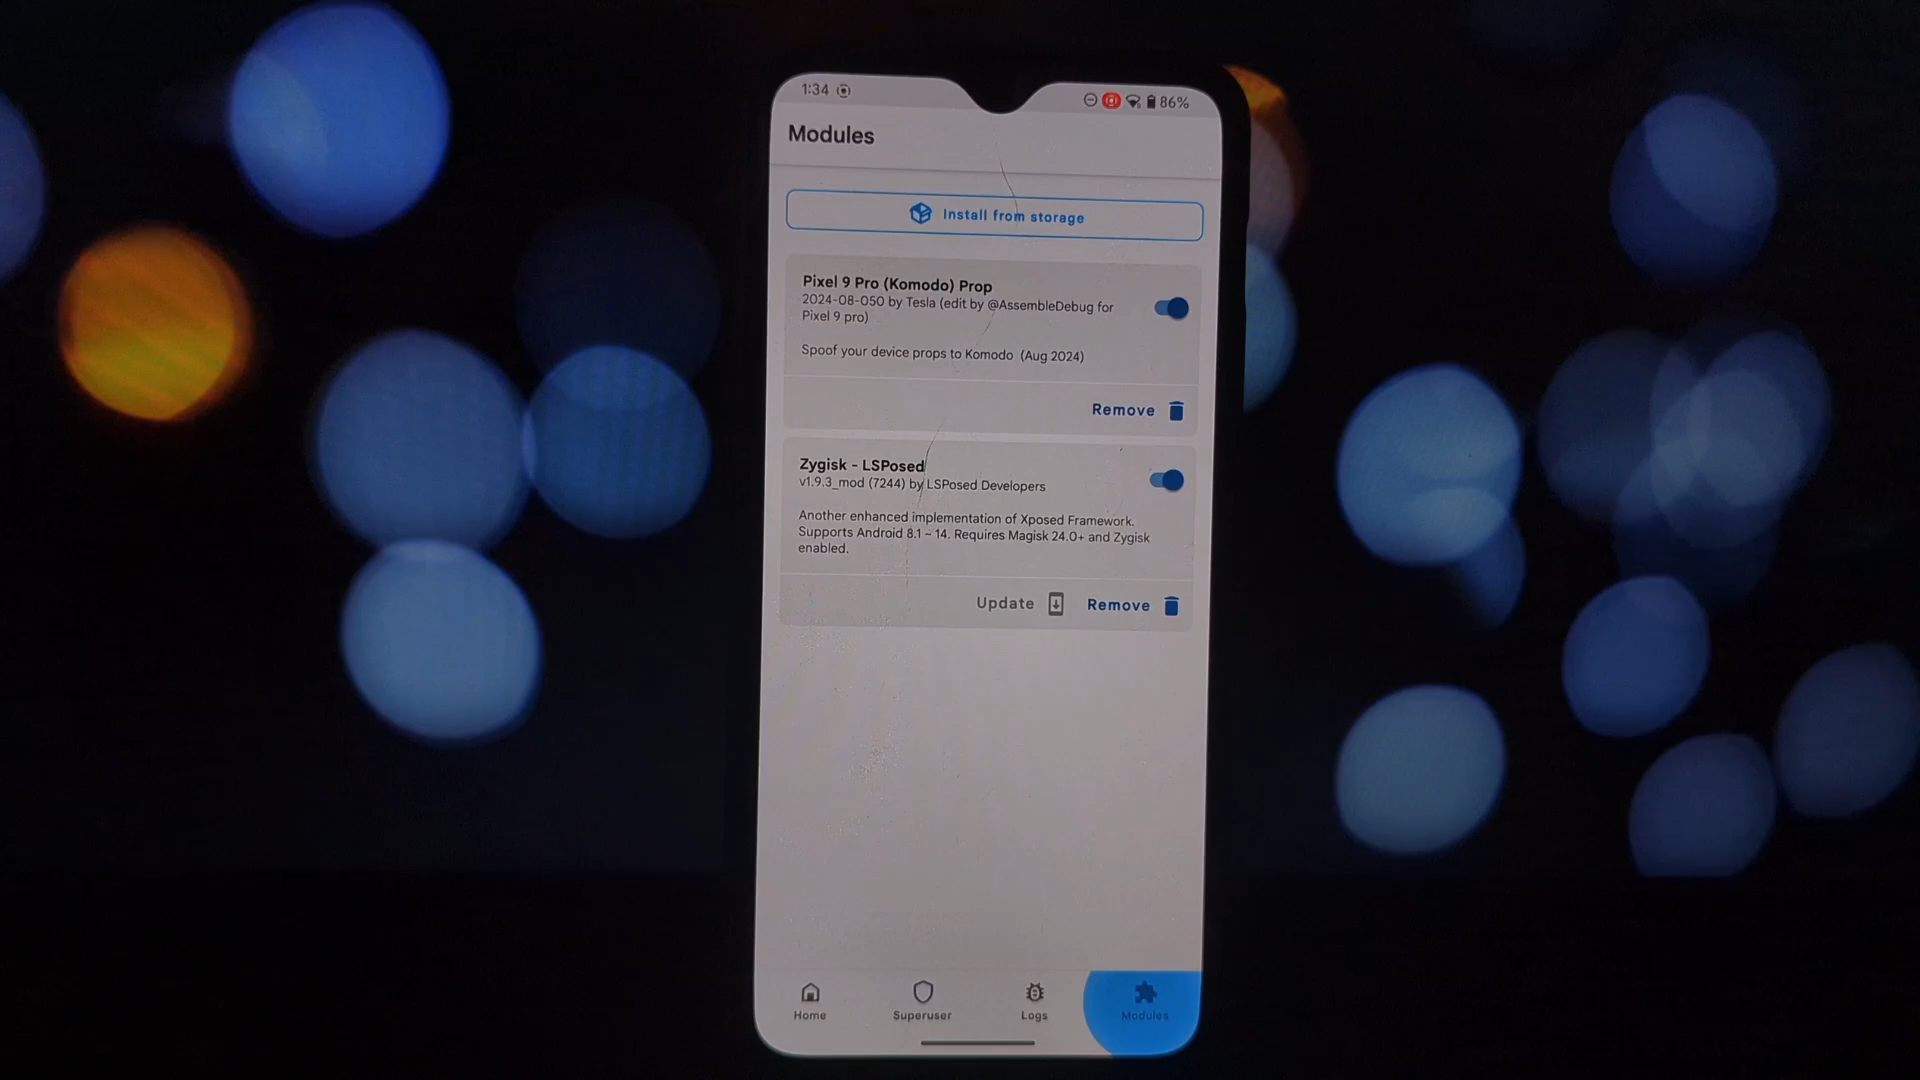 1:34
86%
Modules
Install from storage
Pixel 9 Pro (Komodo) Prop
2024-08-050 by Tesla (edit by @AssembleDebug for
Pixel 9 pro)
Spoof your device props to Komodo (Aug 2024)
Remove
Zygisk - LSPosed
v1.9.3_mod (7244) by LSPosed Developers
Another enhanced implementation of Xposed Framework.
Supports Android 8.1 – 14. Requires Magisk 24.0+ and Zygisk
enabled.
Update
Remove
Home
Superuser
Logs
Modules